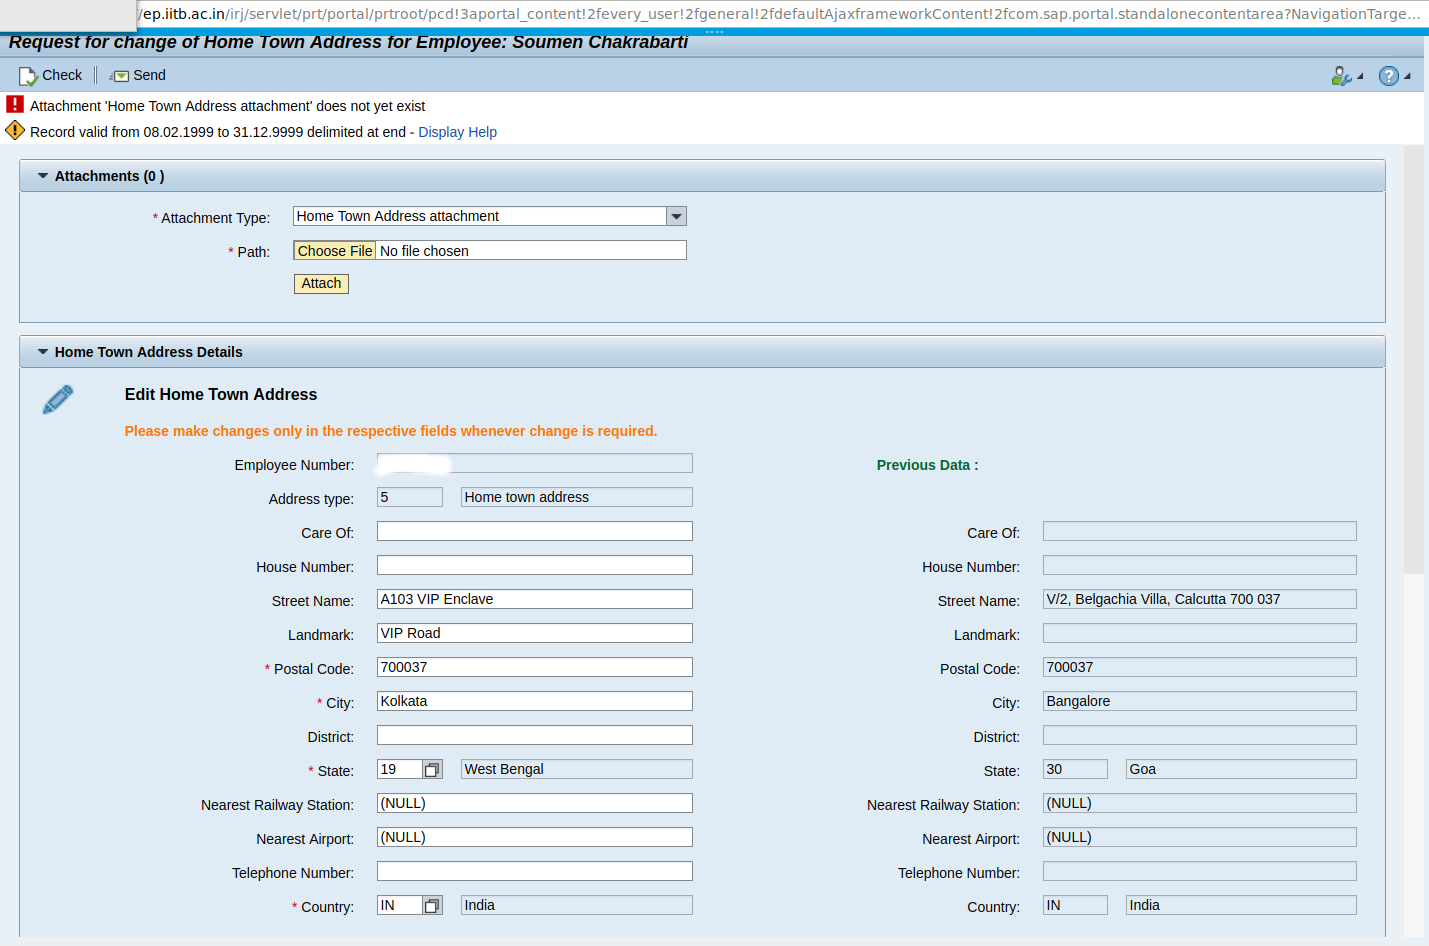 /ep.iitb.ac.in/irj/servlet/prt/portal/prtroot/pcd!3aportal_content!2fevery_user!2fgeneral!2fdefaultAjaxframeworkContent!2fcom.sap.portal.standalonecontentarea?NavigationTarge...
Request for change of Home Town Address for Employee: Soumen Chakrabarti
Check Send
Attachment 'Home Town Address attachment' does not yet exist
Record valid from 08.02.1999 to 31.12.9999 delimited at end - Display Help
Attachments (0 )
* Attachment Type: Home Town Address attachment
* Path: Choose File No file chosen
Attach
Home Town Address Details
Edit Home Town Address
Please make changes only in the respective fields whenever change is required.
Employee Number: Previous Data :
Address type: 5 Home town address
Care Of: Care Of:
House Number: House Number:
Street Name: A103 VIP Enclave Street Name: V/2, Belgachia Villa, Calcutta 700 037
Landmark: VIP Road Landmark:
* Postal Code: 700037 Postal Code: 700037
* City: Kolkata City: Bangalore
District: District:
* State: 19 West Bengal State: 30 Goa
Nearest Railway Station: (NULL) Nearest Railway Station: (NULL)
Nearest Airport: (NULL) Nearest Airport: (NULL)
Telephone Number: Telephone Number:
* Country: IN India Country: IN India